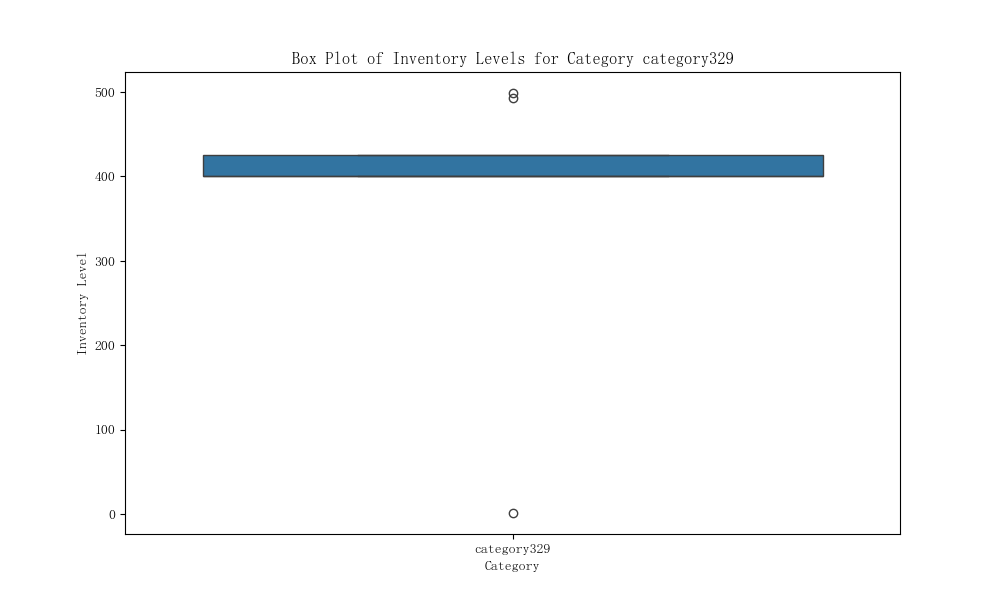 Box Plot of Inventory Levels for Category category329
500
400
300
200
100
0
Inventory Level
category329
Category